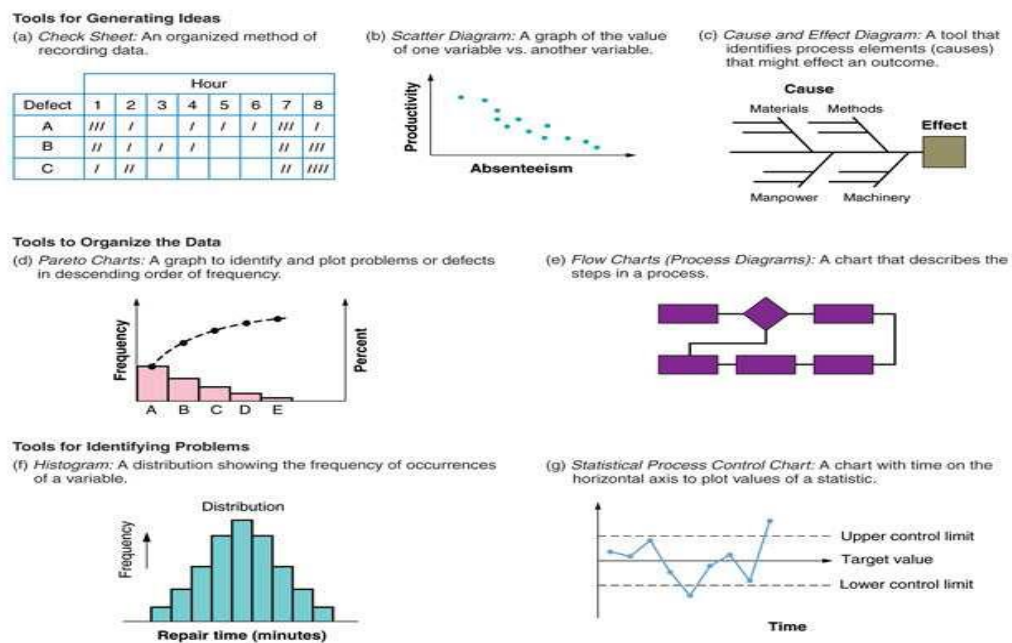 Tools for Generating Ideas
(a) Check Sheet: An organized method of
recording data.
Hour
Defect 1 2 3 4 5 6 7 8
A /// / / / / /// /
B // / / / // ///
C / // // ////
(b) Scatter Diagram: A graph of the value
of one variable vs. another variable.
Productivity
Absenteeism
(c) Cause and Effect Diagram: A tool that
identifies process elements (causes)
that might effect an outcome.
Cause
Materials Methods
Effect
Manpower Machinery
Tools to Organize the Data
(d) Pareto Charts: A graph to identify and plot problems or defects
in descending order of frequency.
Frequency
Percent
A B C D E
(e) Flow Charts (Process Diagrams): A chart that describes the
steps in a process.
Tools for Identifying Problems
(f) Histogram: A distribution showing the frequency of occurrences
of a variable.
Distribution
Frequency
Repair time (minutes)
(g) Statistical Process Control Chart: A chart with time on the
horizontal axis to plot values of a statistic.
Upper control limit
Target value
Lower control limit
Time